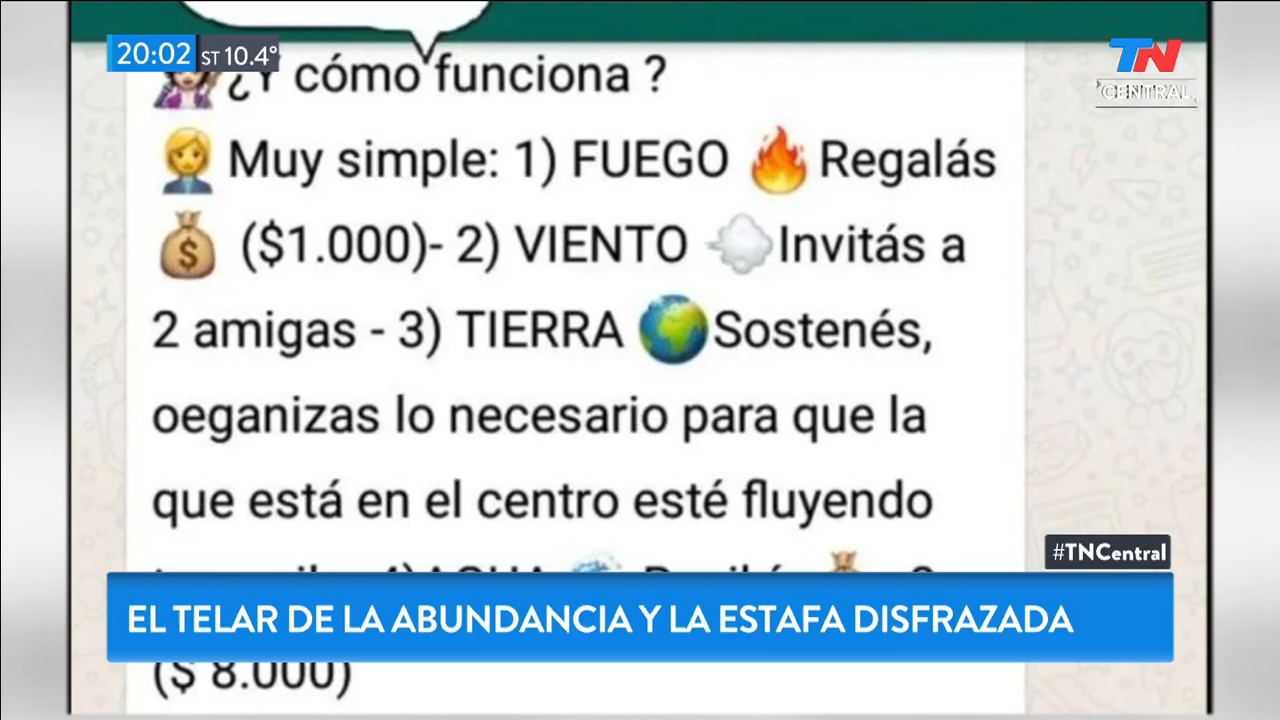 20:02 ST 10.4°
TN
CENTRAL
¿Y cómo funciona ?
Muy simple: 1) FUEGO 🔥 Regalás
💰 ($1.000)- 2) VIENTO 💨Invitás a
2 amigas - 3) TIERRA 🌍Sostenés,
oeganizas lo necesario para que la
que está en el centro esté fluyendo
#TNCentral
EL TELAR DE LA ABUNDANCIA Y LA ESTAFA DISFRAZADA
($ 8.000)